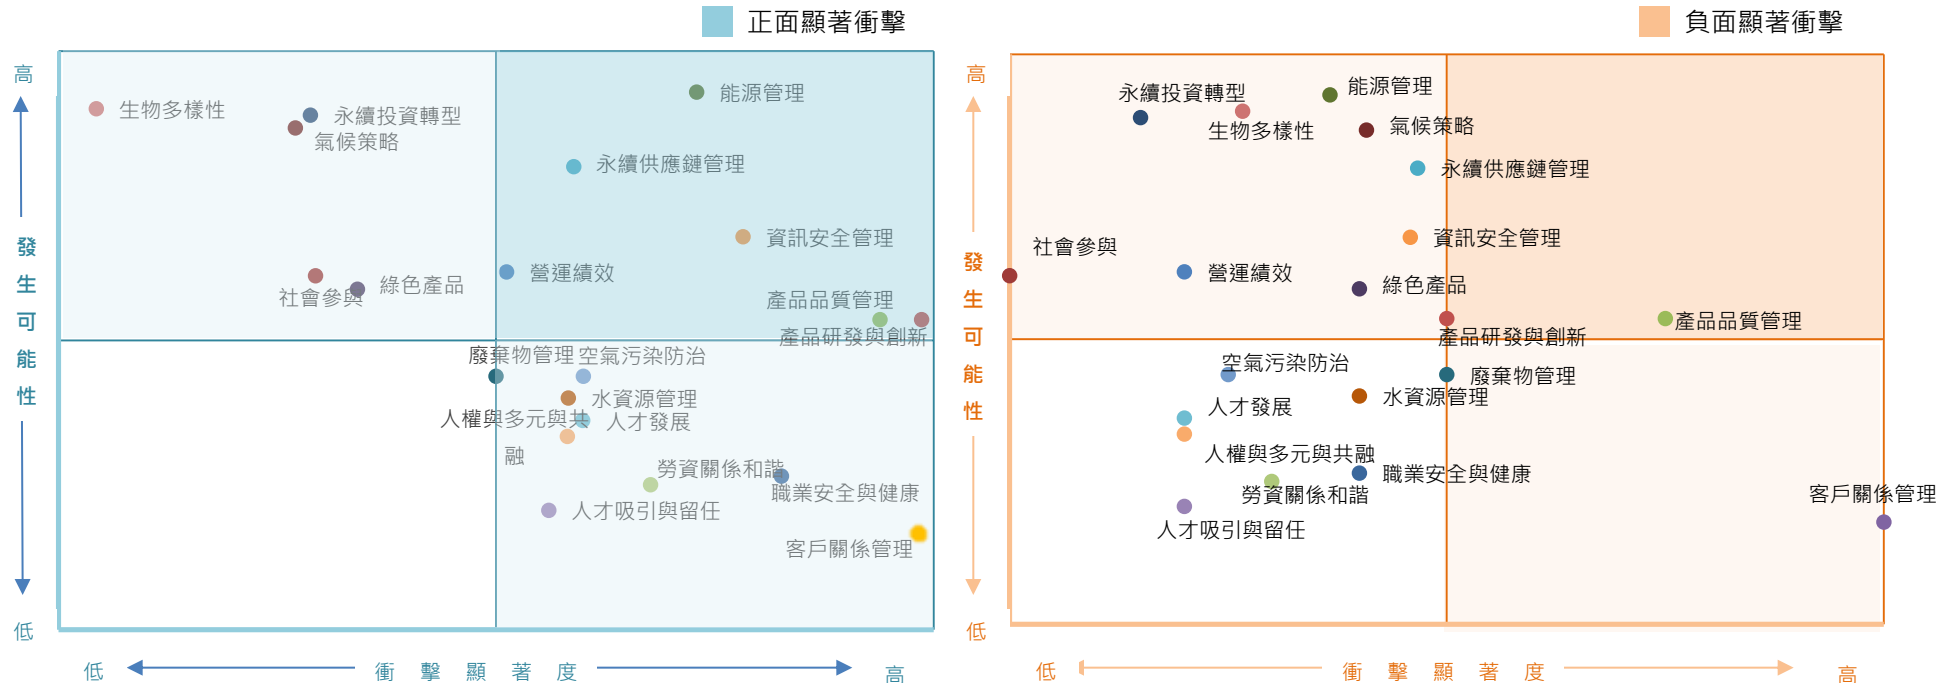 正面顯著衝擊
高
發生可能性
低
生物多樣性
永續投資轉型
氣候策略
能源管理
永續供應鏈管理
資訊安全管理
營運績效
社會參與
綠色產品
產品品質管理
產品研發與創新
廢棄物管理
空氣污染防治
水資源管理
人權與多元與共
融
人才發展
勞資關係和諧
職業安全與健康
人才吸引與留任
客戶關係管理
低
衝擊顯著度
高
負面顯著衝擊
高
發生可能性
低
永續投資轉型
能源管理
生物多樣性
氣候策略
永續供應鏈管理
社會參與
資訊安全管理
營運績效
綠色產品
產品品質管理
產品研發與創新
空氣污染防治
廢棄物管理
水資源管理
人才發展
人權與多元與共融
職業安全與健康
勞資關係和諧
客戶關係管理
人才吸引與留任
低
衝擊顯著度
高